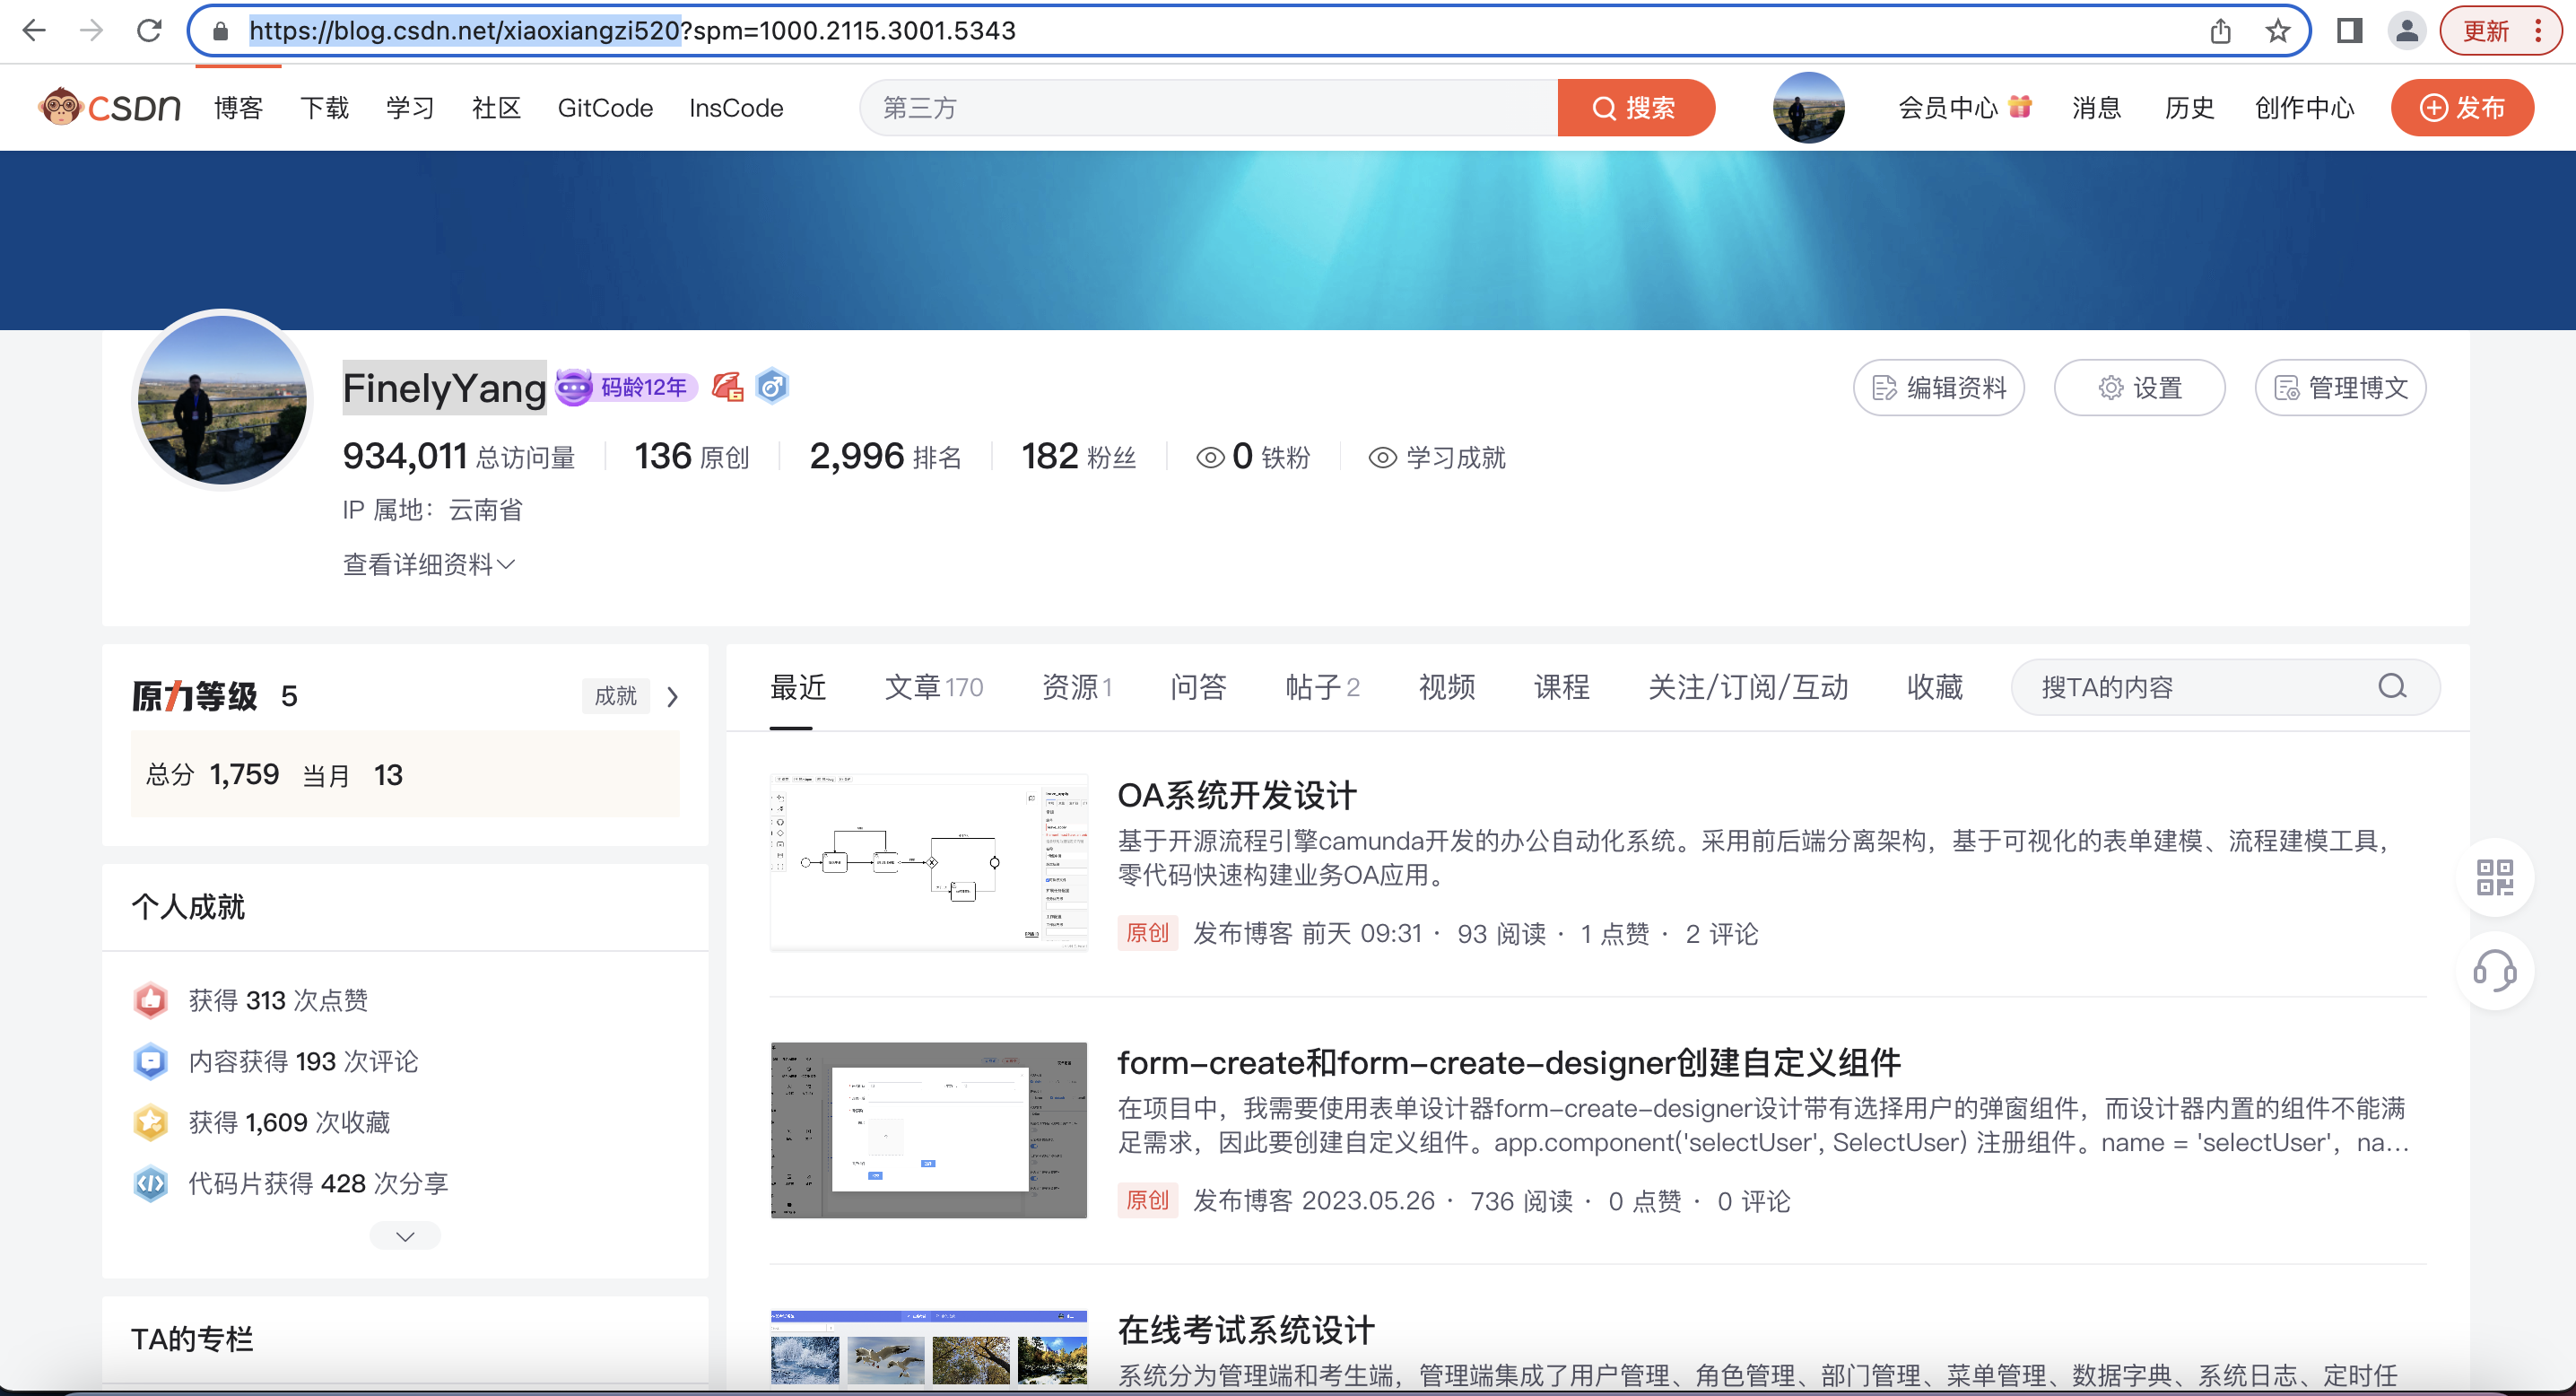 https://blog.csdn.net/xiaoxiangzi520?spm=1000.2115.3001.5343
更新
CSDN 博客 下载 学习 社区 GitCode InsCode 第三方 搜索 会员中心 消息 历史 创作中心 发布
FinelyYang 码龄12年
编辑资料 设置 管理博文
934,011 总访问量 136 原创 2,996 排名 182 粉丝 0 铁粉 学习成就
IP 属地：云南省
查看详细资料
原力等级 5 成就
总分 1,759 当月 13
个人成就
获得 313 次点赞
内容获得 193 次评论
获得 1,609 次收藏
代码片获得 428 次分享
TA的专栏
最近 文章 170 资源 1 问答 帖子 2 视频 课程 关注/订阅/互动 收藏 搜TA的内容
OA系统开发设计
基于开源流程引擎camunda开发的办公自动化系统。采用前后端分离架构，基于可视化的表单建模、流程建模工具，
零代码快速构建业务OA应用。
原创 发布博客 前天 09:31 · 93 阅读 · 1 点赞 · 2 评论
form-create和form-create-designer创建自定义组件
在项目中，我需要使用表单设计器form-create-designer设计带有选择用户的弹窗组件，而设计器内置的组件不能满
足需求，因此要创建自定义组件。app.component('selectUser', SelectUser) 注册组件。name = 'selectUser'，na...
原创 发布博客 2023.05.26 · 736 阅读 · 0 点赞 · 0 评论
在线考试系统设计
系统分为管理端和考生端，管理端集成了用户管理、角色管理、部门管理、菜单管理、数据字典、系统日志、定时任